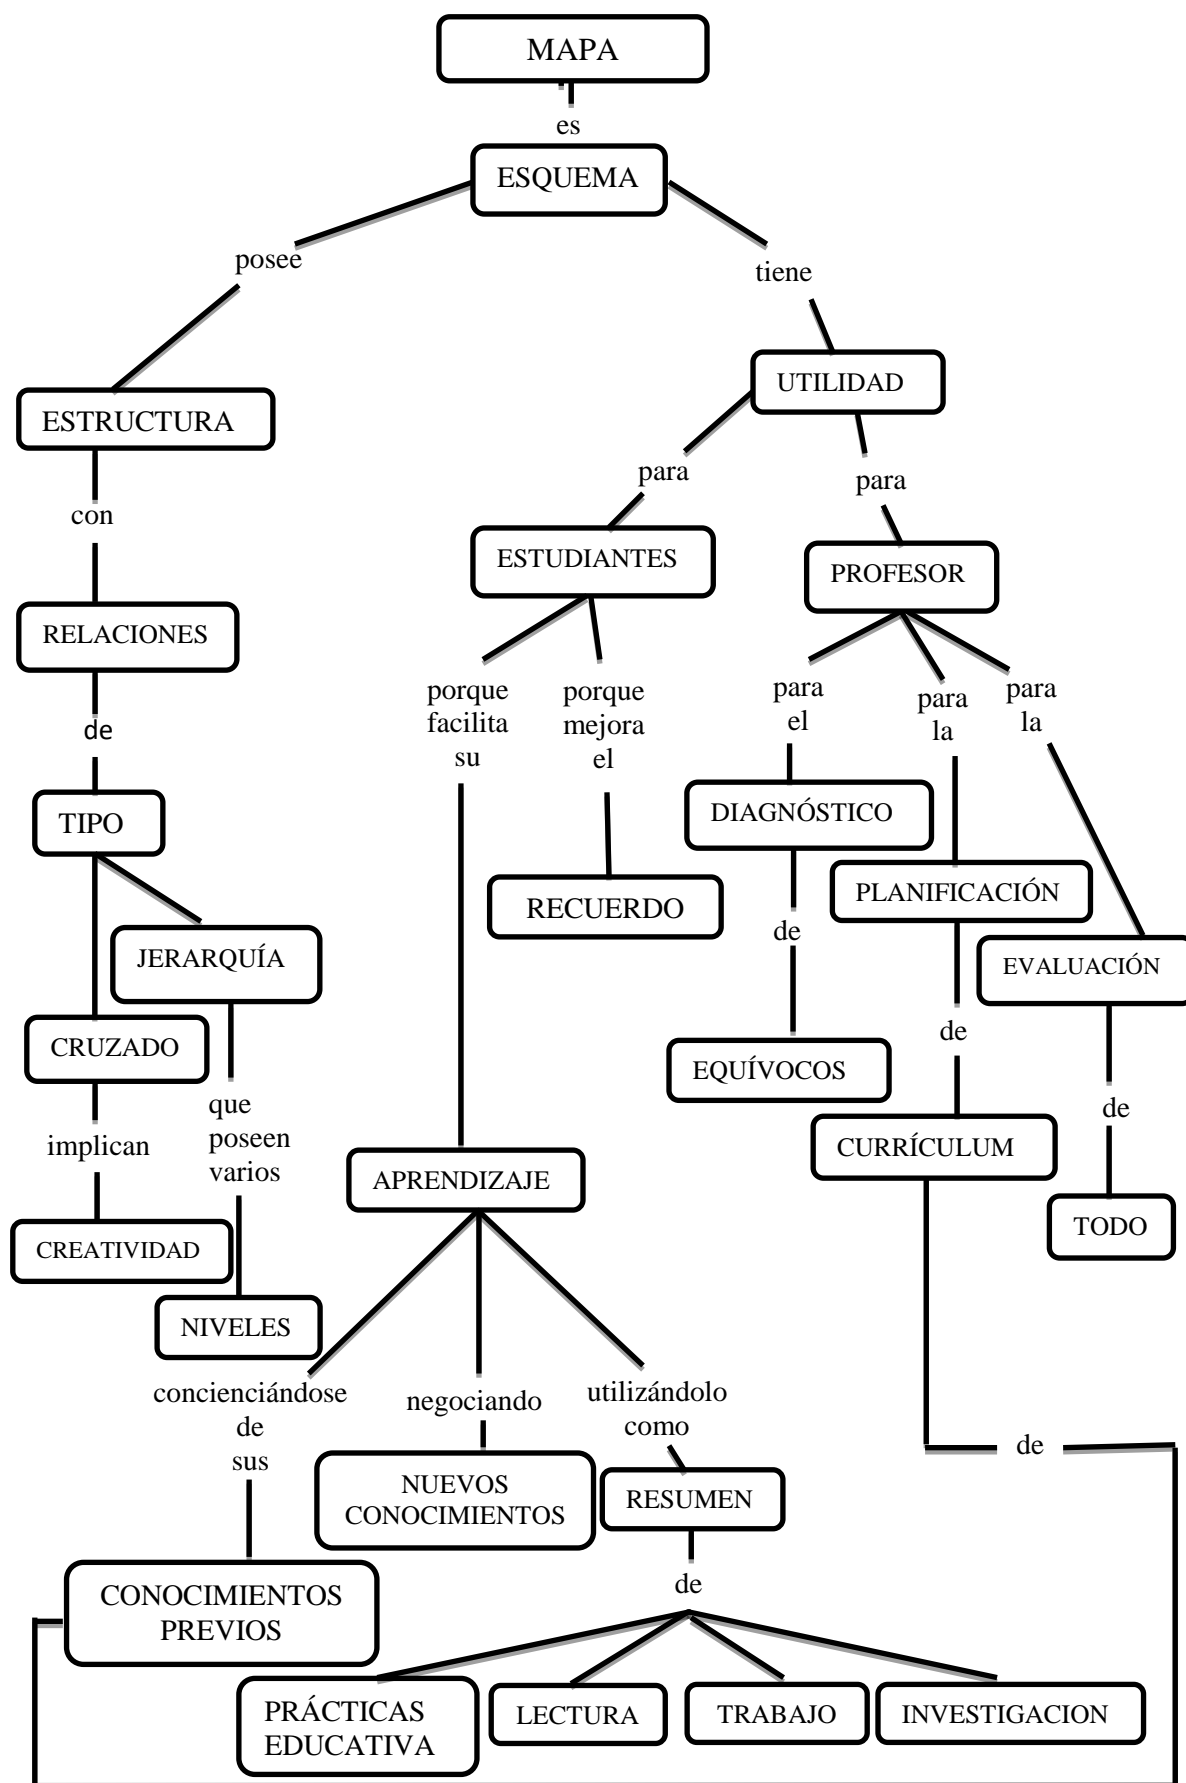 MAPA
es
ESQUEMA
posee
tiene
UTILIDAD
ESTRUCTURA
para
para
con
ESTUDIANTES
PROFESOR
RELACIONES
porque
facilita
su
porque
mejora
el
para
el
para
la
para
la
de
TIPO
DIAGNÓSTICO
PLANIFICACIÓN
RECUERDO
de
JERARQUÍA
EVALUACIÓN
CRUZADO
de
EQUÍVOCOS
que
poseen
varios
de
implican
CURRÍCULUM
APRENDIZAJE
TODO
CREATIVIDAD
NIVELES
concienciándose
de
sus
negociando
utilizándolo
como
de
NUEVOS
CONOCIMIENTOS
RESUMEN
de
CONOCIMIENTOS
PREVIOS
PRÁCTICAS
EDUCATIVA
LECTURA
TRABAJO
INVESTIGACION